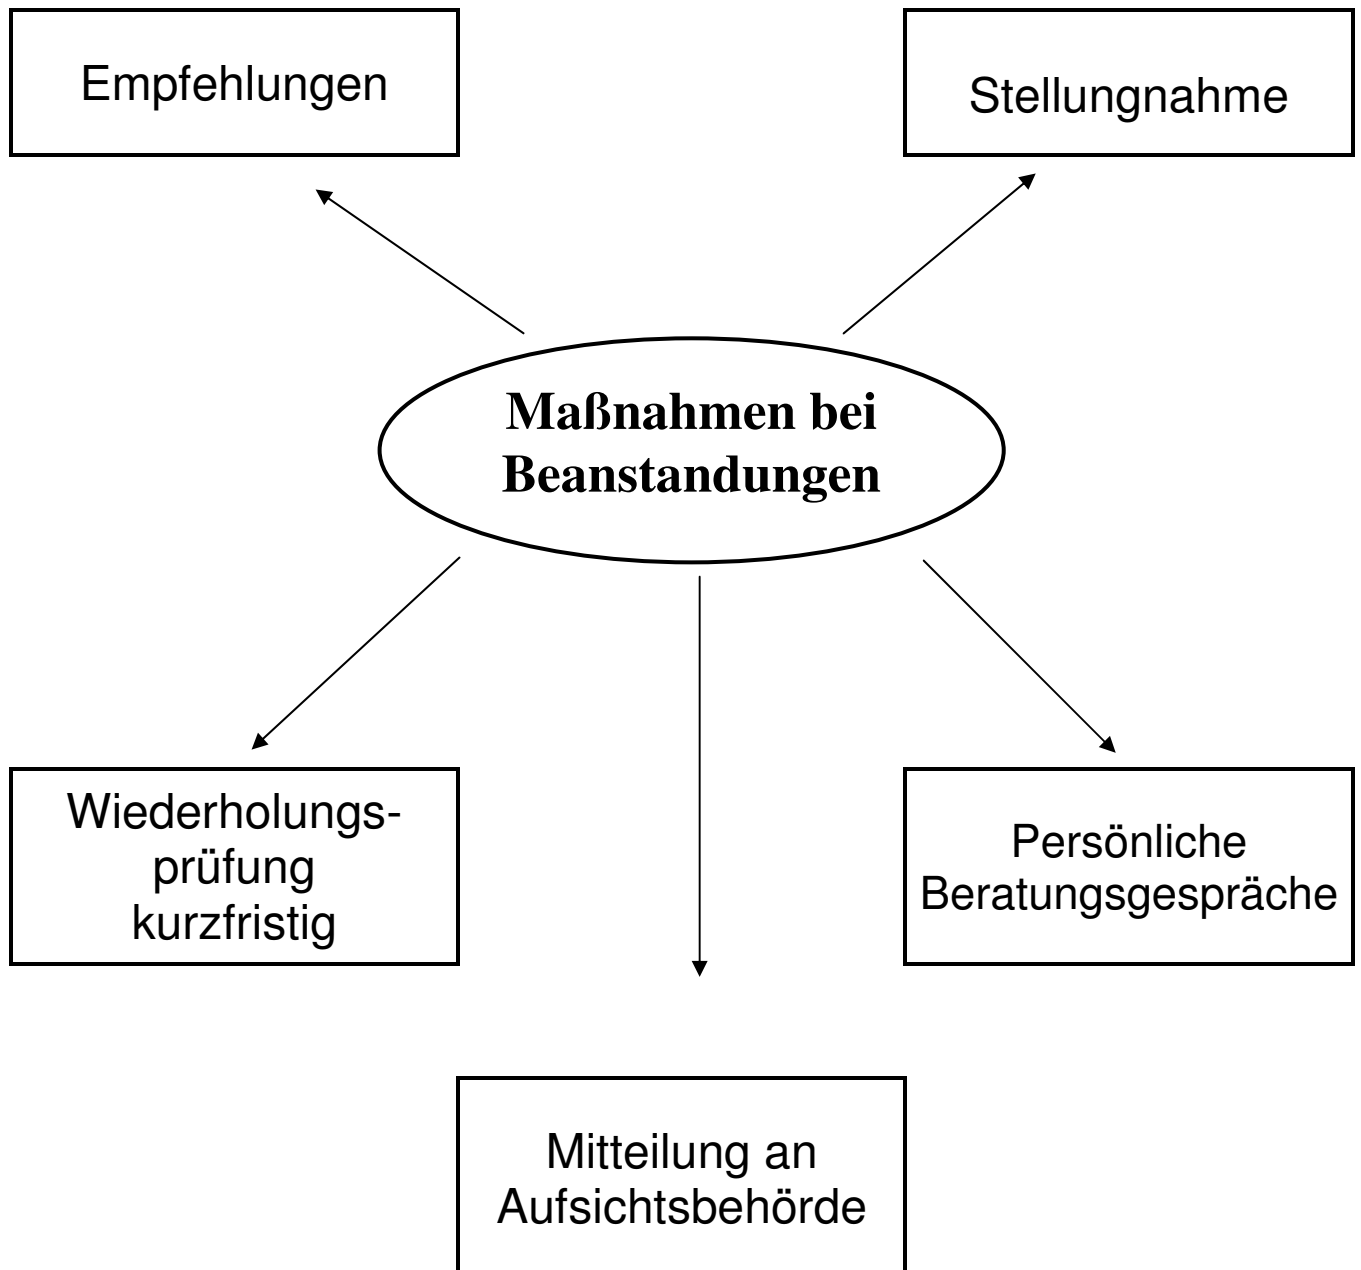 Empfehlungen
Stellungnahme
Maßnahmen bei
Beanstandungen
Wiederholungs-
prüfung
kurzfristig
Persönliche
Beratungsgespräche
Mitteilung an
Aufsichtsbehörde